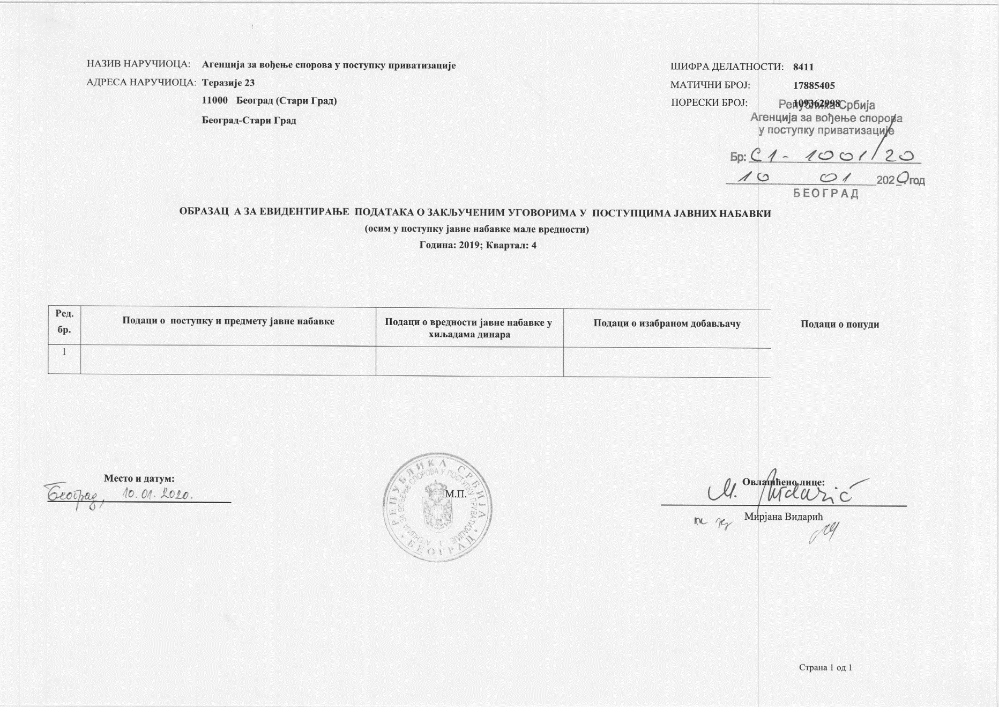 НАЗИВ НАРУЧИОЦА: Агенција за вођење спорова у поступку приватизације
АДРЕСА НАРУЧИОЦА: Теразије 23
11000 Београд (Стари Град)
Београд-Стари Град
ШИФРА ДЕЛАТНОСТИ: 8411
МАТИЧНИ БРОЈ: 17885405
ПОРЕСКИ БРОЈ: 109362998
Република Србија
Агенција за вођење спорова
у поступку приватизације
Бр: С1- 1001/20
10 01 2020 год
БЕОГРАД
ОБРАЗАЦ А ЗА ЕВИДЕНТИРАЊЕ ПОДАТАКА О ЗАКЉУЧЕНИМ УГОВОРИМА У ПОСТУПЦИМА ЈАВНИХ НАБАВКИ
(осим у поступку јавне набавке мале вредности)
Година: 2019; Квартал: 4
Ред.
бр.
Подаци о поступку и предмету јавне набавке
Подаци о вредности јавне набавке у
хиљадама динара
Подаци о изабраном добављачу
Подаци о понуди
1
Место и датум:
Београд, 10.01.2020.
РЕПУБЛИКА СРБИЈА
АГЕНЦИЈА ЗА ВОЂЕЊЕ СПОРОВА У ПОСТУПКУ ПРИВАТИЗАЦИЈЕ
I
* БЕОГРАД *
М.П.
Овлашћено лице:
M. Vidarić
Мирјана Видарић
Страна 1 од 1